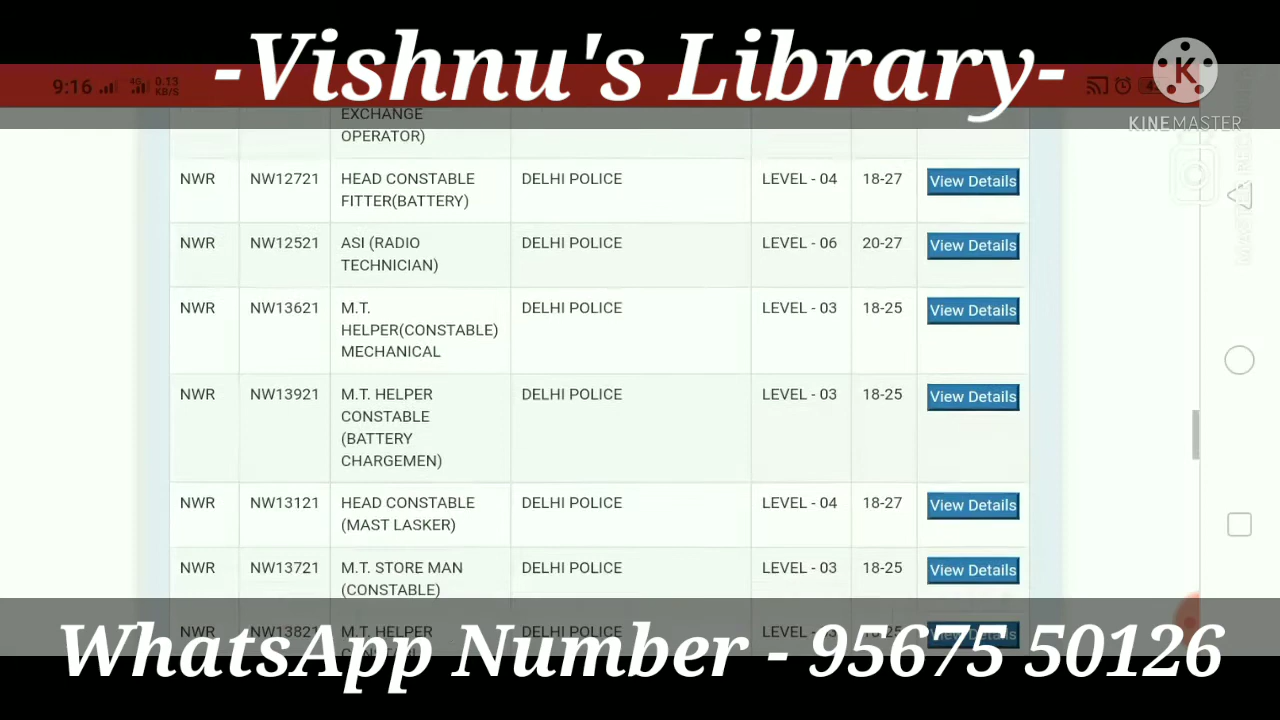 -Vishnu's Library-
9:16 4G 0.13 KB/S
K
KINEMASTER
EXCHANGE
OPERATOR)
NWR NW12721 HEAD CONSTABLE DELHI POLICE LEVEL - 04 18-27 View Details
FITTER(BATTERY)
NWR NW12521 ASI (RADIO DELHI POLICE LEVEL - 06 20-27 View Details
TECHNICIAN)
NWR NW13621 M.T. DELHI POLICE LEVEL - 03 18-25 View Details
HELPER(CONSTABLE)
MECHANICAL
NWR NW13921 M.T. HELPER DELHI POLICE LEVEL - 03 18-25 View Details
CONSTABLE
(BATTERY
CHARGEMEN)
NWR NW13121 HEAD CONSTABLE DELHI POLICE LEVEL - 04 18-27 View Details
(MAST LASKER)
NWR NW13721 M.T. STORE MAN DELHI POLICE LEVEL - 03 18-25 View Details
(CONSTABLE)
NWR NW13821 M.T. HELPER DELHI POLICE
WhatsApp Number - 95675 50126